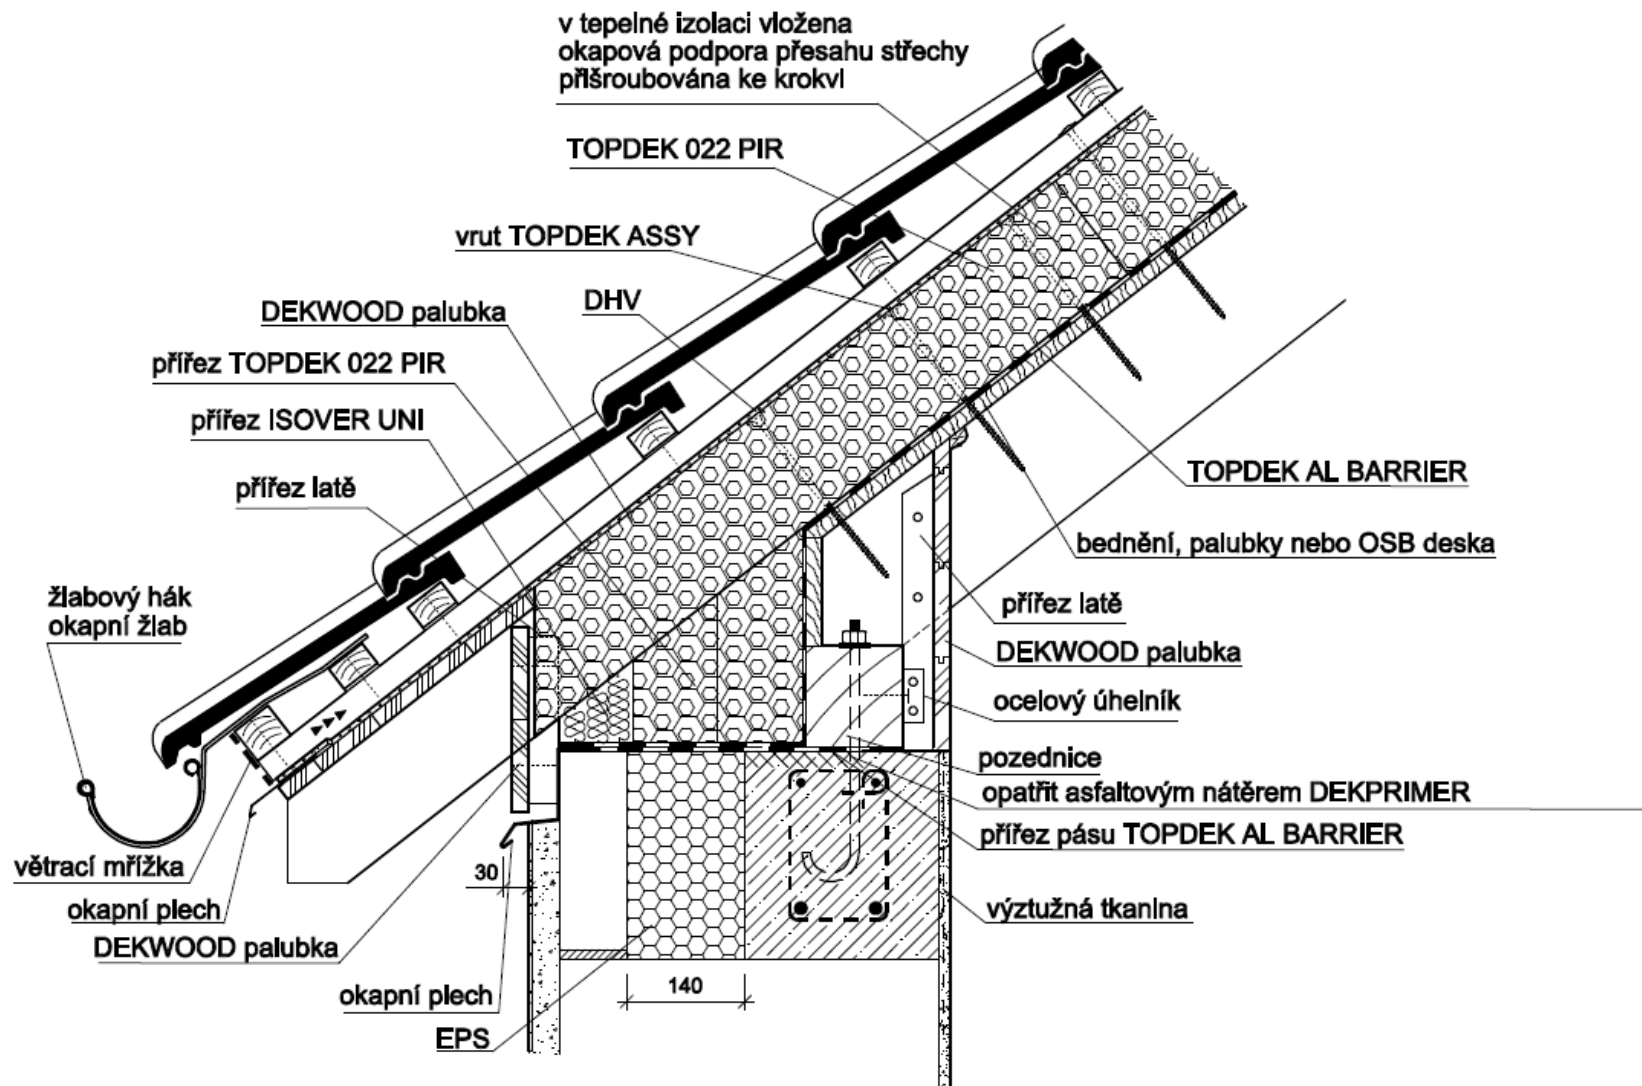 v tepelné izolaci vložena
okapová podpora přesahu střechy
přišroubována ke krokvi
TOPDEK 022 PIR
vrut TOPDEK ASSY
DHV
DEKWOOD palubka
přířez TOPDEK 022 PIR
přířez ISOVER UNI
přířez latě
žlabový hák
okapní žlab
větrací mřížka
okapní plech
DEKWOOD palubka
okapní plech
EPS
30
140
TOPDEK AL BARRIER
bednění, palubky nebo OSB deska
přířez latě
DEKWOOD palubka
ocelový úhelník
pozednice
opatřit asfaltovým nátěrem DEKPRIMER
přířez pásu TOPDEK AL BARRIER
výztužná tkanina